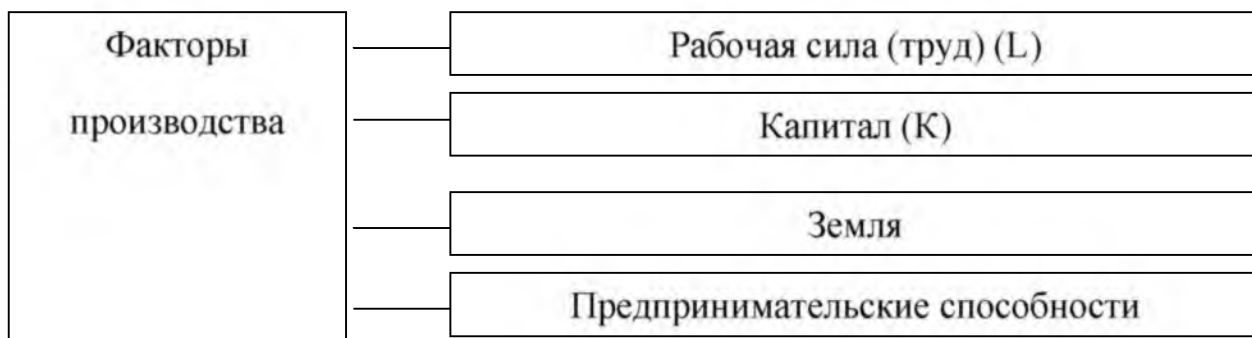 Факторы
производства
Рабочая сила (труд) (L)
Капитал (К)
Земля
Предпринимательские способности